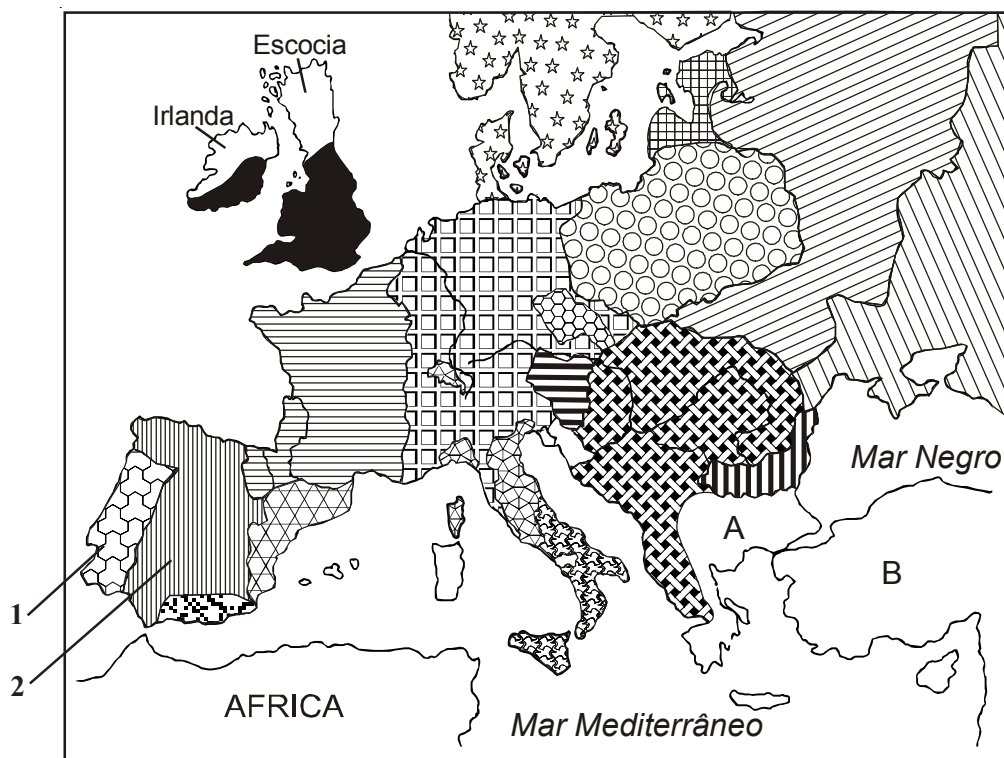 Escocia
Irlanda
Mar Negro
A
B
1
2
AFRICA
Mar Mediterrâneo